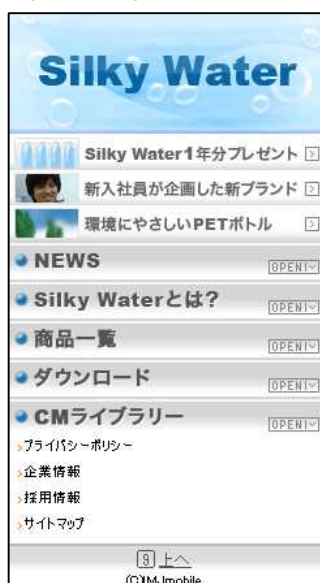 Silky Water
Silky Water1年分プレゼント
新入社員が企画した新ブランド
環境にやさしいPETボトル
NEWS OPEN!
Silky Waterとは? OPEN!
商品一覧 OPEN!
ダウンロード OPEN!
CMライブラリー OPEN!
プライバシーポリシー
企業情報
採用情報
サイトマップ
9 上へ
(C)IMJmobile